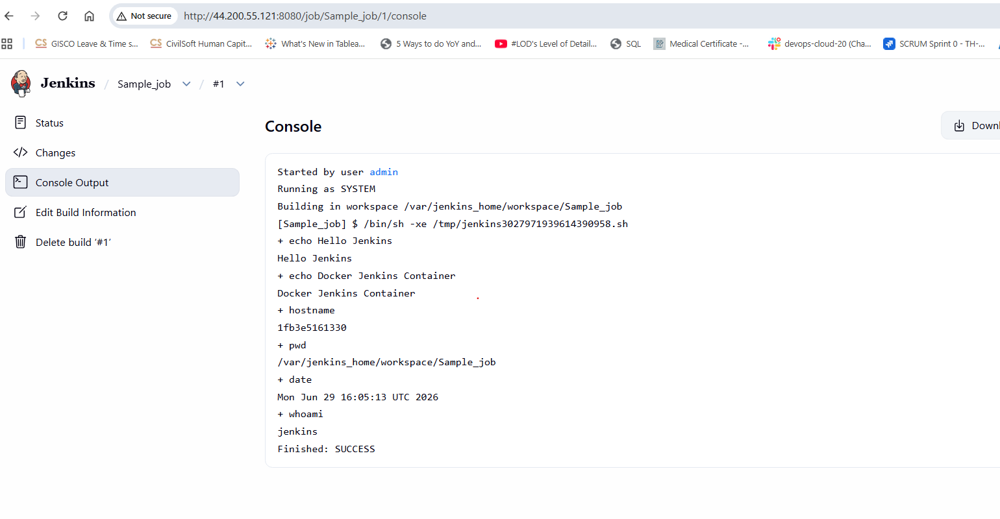 Not secure http://44.200.55.121:8080/job/Sample_job/1/console
GISCO Leave & Time s... CivilSoft Human Capit... What's New in Tablea... 5 Ways to do YoY and... #LOD's Level of Detail... SQL Medical Certificate -... devops-cloud-20 (Cha... SCRUM Sprint 0 - TH-...
Jenkins / Sample_job / #1
Status
Changes
Console Output
Edit Build Information
Delete build ‘#1’
Console
Downl
Started by user admin
Running as SYSTEM
Building in workspace /var/jenkins_home/workspace/Sample_job
[Sample_job] $ /bin/sh -xe /tmp/jenkins3027971939614390958.sh
+ echo Hello Jenkins
Hello Jenkins
+ echo Docker Jenkins Container
Docker Jenkins Container
+ hostname
1fb3e5161330
+ pwd
/var/jenkins_home/workspace/Sample_job
+ date
Mon Jun 29 16:05:13 UTC 2026
+ whoami
jenkins
Finished: SUCCESS